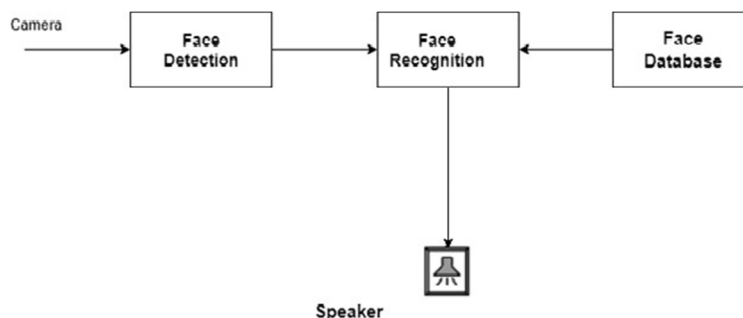 Camera
Face
Detection
Face
Recognition
Face
Database
Speaker